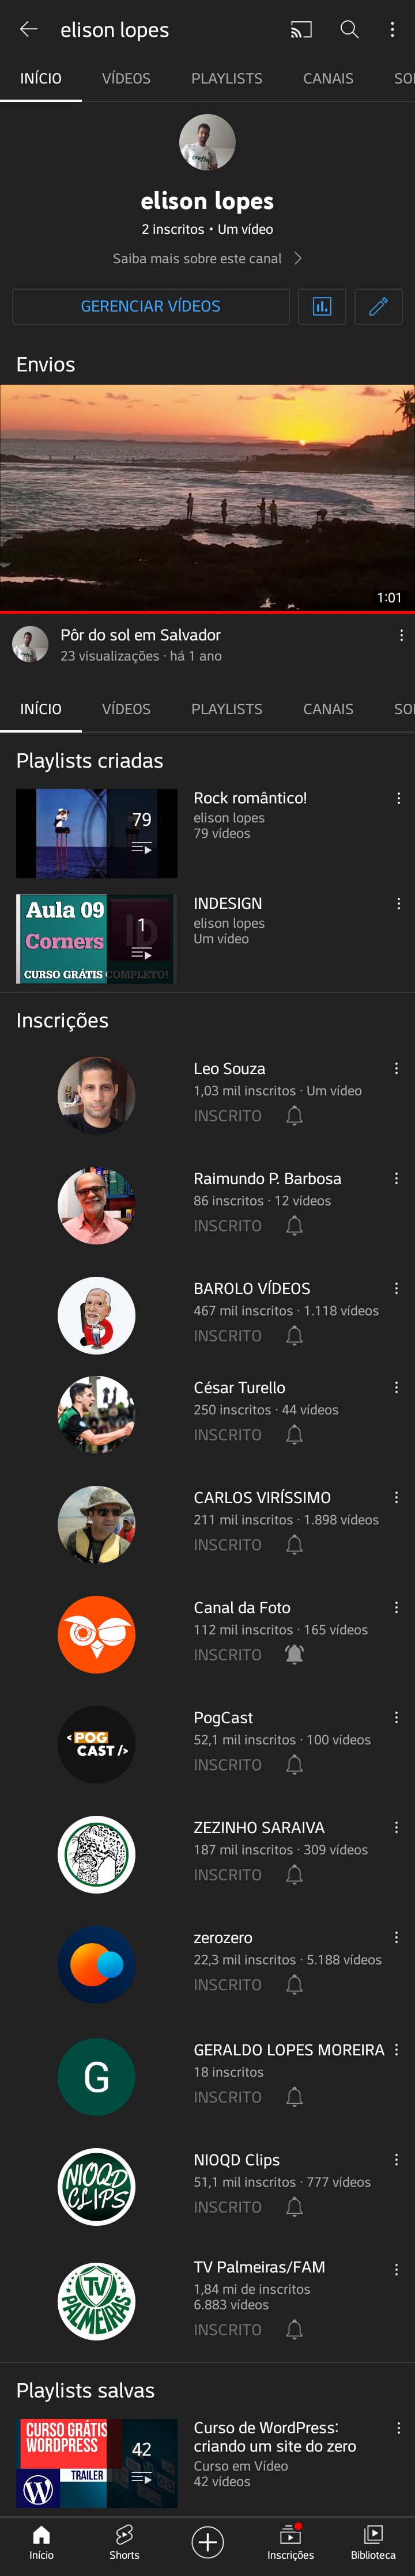 elison lopes
INÍCIO VÍDEOS PLAYLISTS CANAIS SO
elison lopes
2 inscritos • Um vídeo
Saiba mais sobre este canal
GERENCIAR VÍDEOS
Envios
1:01
Pôr do sol em Salvador
23 visualizações · há 1 ano
INÍCIO VÍDEOS PLAYLISTS CANAIS SO
Playlists criadas
79
Rock romântico!
elison lopes
79 vídeos
Aula 09
Corners
CURSO GRÁTIS COMPLETO!
1
INDESIGN
elison lopes
Um vídeo
Inscrições
Leo Souza
1,03 mil inscritos · Um vídeo
INSCRITO
Raimundo P. Barbosa
86 inscritos · 12 vídeos
INSCRITO
BAROLO VÍDEOS
467 mil inscritos · 1.118 vídeos
INSCRITO
César Turello
250 inscritos · 44 vídeos
INSCRITO
CARLOS VIRÍSSIMO
211 mil inscritos · 1.898 vídeos
INSCRITO
Canal da Foto
112 mil inscritos · 165 vídeos
INSCRITO
<POG
CAST/>
PogCast
52,1 mil inscritos · 100 vídeos
INSCRITO
ZEZINHO SARAIVA
187 mil inscritos · 309 vídeos
INSCRITO
zerozero
22,3 mil inscritos · 5.188 vídeos
INSCRITO
G
GERALDO LOPES MOREIRA
18 inscritos
INSCRITO
NIOQD
CLIPS
NIOQD Clips
51,1 mil inscritos · 777 vídeos
INSCRITO
TV
PALMEIRAS
TV Palmeiras/FAM
1,84 mi de inscritos
6.883 vídeos
INSCRITO
Playlists salvas
CURSO GRÁTIS
WORDPRESS
TRAILER
42
Curso de WordPress:
criando um site do zero
Curso em Vídeo
42 vídeos
Início Shorts Inscrições Biblioteca